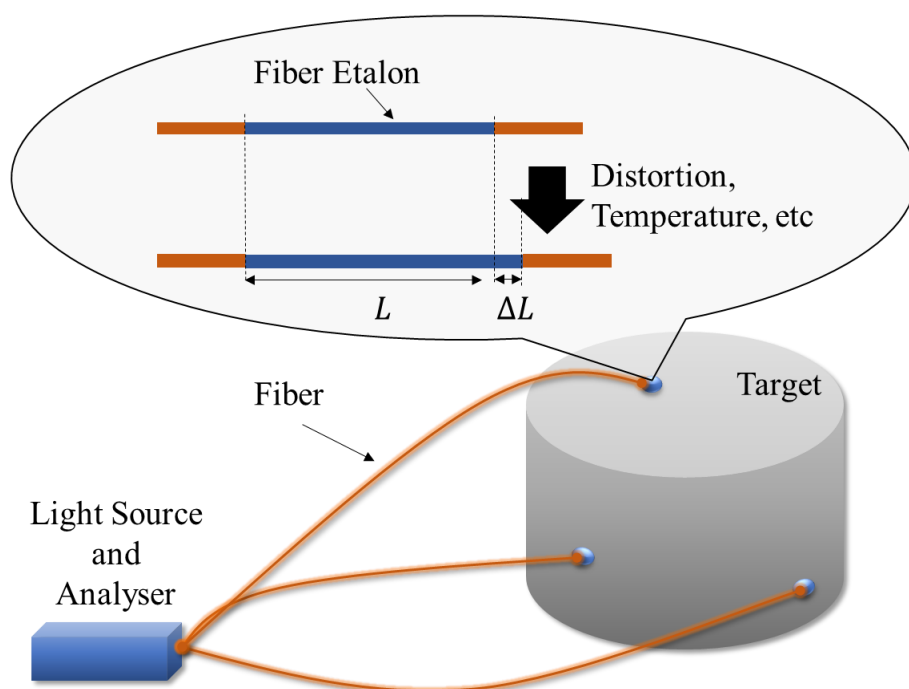 Fiber Etalon
Distortion,
Temperature, etc
L
ΔL
Fiber
Target
Light Source
and
Analyser